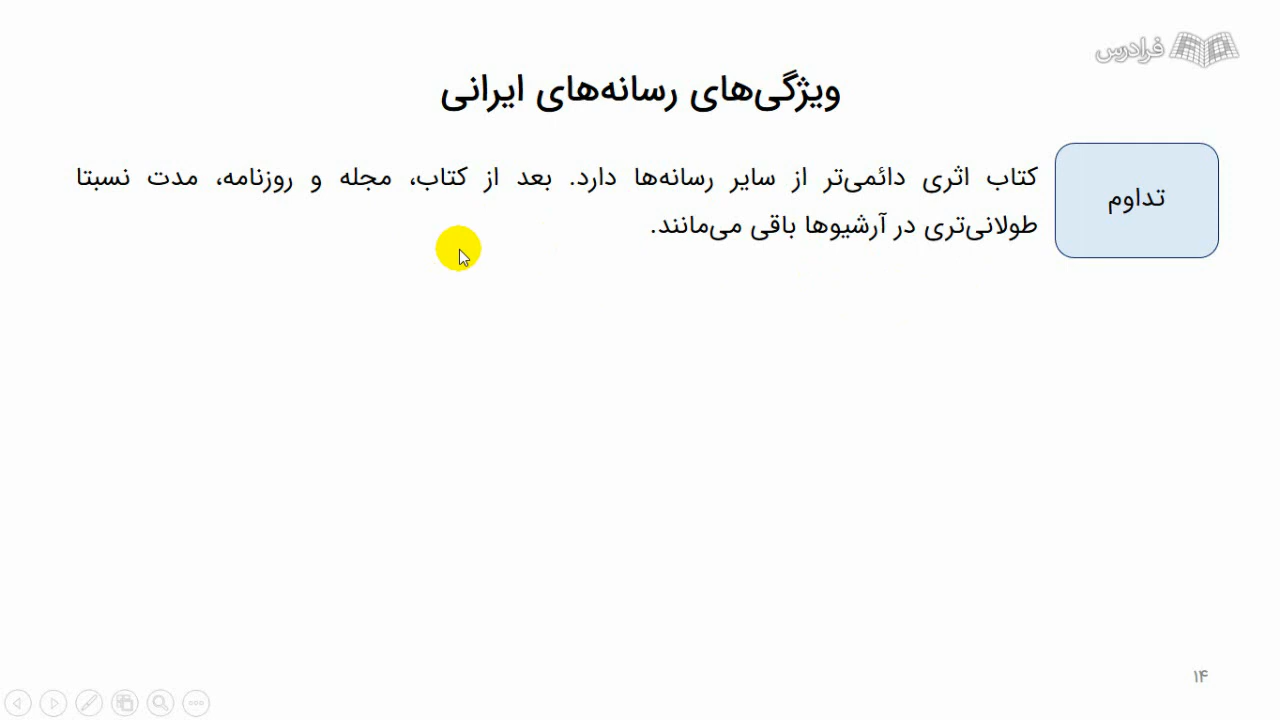 فرادرس
ویژگی‌های رسانه‌های ایرانی
تداوم
کتاب اثری دائمی‌تر از سایر رسانه‌ها دارد. بعد از کتاب، مجله و روزنامه، مدت نسبتا
طولانی‌تری در آرشیوها باقی می‌مانند.
۱۴